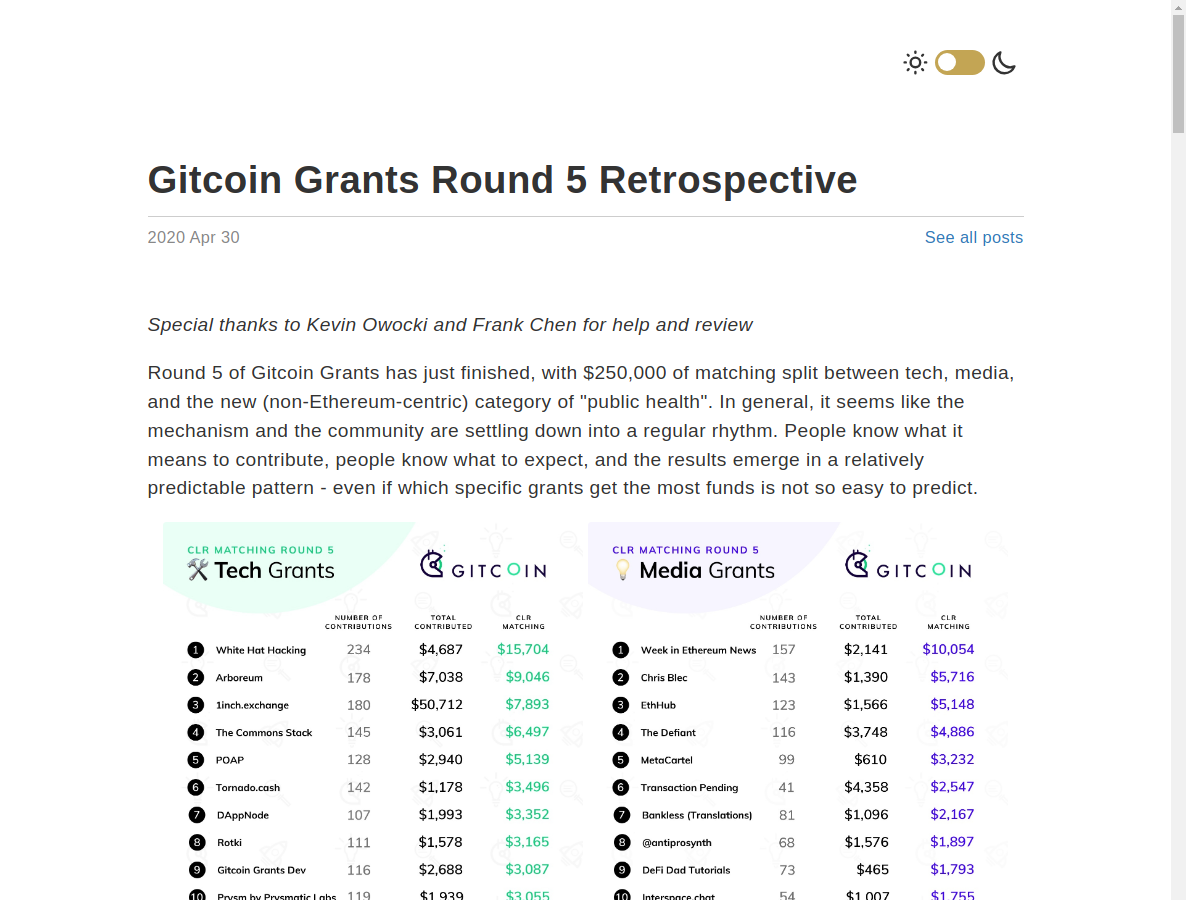 Gitcoin Grants Round 5 Retrospective
2020 Apr 30
See all posts
Special thanks to Kevin Owocki and Frank Chen for help and review
Round 5 of Gitcoin Grants has just finished, with $250,000 of matching split between tech, media,
and the new (non-Ethereum-centric) category of "public health". In general, it seems like the
mechanism and the community are settling down into a regular rhythm. People know what it
means to contribute, people know what to expect, and the results emerge in a relatively
predictable pattern - even if which specific grants get the most funds is not so easy to predict.
CLR MATCHING ROUND 5
Tech Grants
GITCOIN
NUMBER OF CONTRIBUTIONS TOTAL CONTRIBUTED CLR MATCHING
1 White Hat Hacking 234 $4,687 $15,704
2 Arboreum 178 $7,038 $9,046
3 1inch.exchange 180 $50,712 $7,893
4 The Commons Stack 145 $3,061 $6,497
5 POAP 128 $2,940 $5,139
6 Tornado.cash 142 $1,178 $3,496
7 DAppNode 107 $1,993 $3,352
8 Rotki 111 $1,578 $3,165
9 Gitcoin Grants Dev 116 $2,688 $3,087
10 Prysm by Prysmatic Labs 119 $1,939 $3,055
CLR MATCHING ROUND 5
Media Grants
GITCOIN
NUMBER OF CONTRIBUTIONS TOTAL CONTRIBUTED CLR MATCHING
1 Week in Ethereum News 157 $2,141 $10,054
2 Chris Blec 143 $1,390 $5,716
3 EthHub 123 $1,566 $5,148
4 The Defiant 116 $3,748 $4,886
5 MetaCartel 99 $610 $3,232
6 Transaction Pending 41 $4,358 $2,547
7 Bankless (Translations) 81 $1,096 $2,167
8 @antiprosynth 68 $1,576 $1,897
9 DeFi Dad Tutorials 73 $465 $1,793
10 Interspace.chat 54 $1,007 $1,755